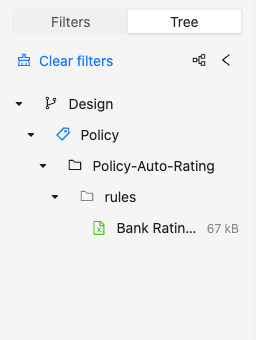 Filters Tree
Clear filters
Design
Policy
Policy-Auto-Rating
rules
Bank Ratin... 67 kB